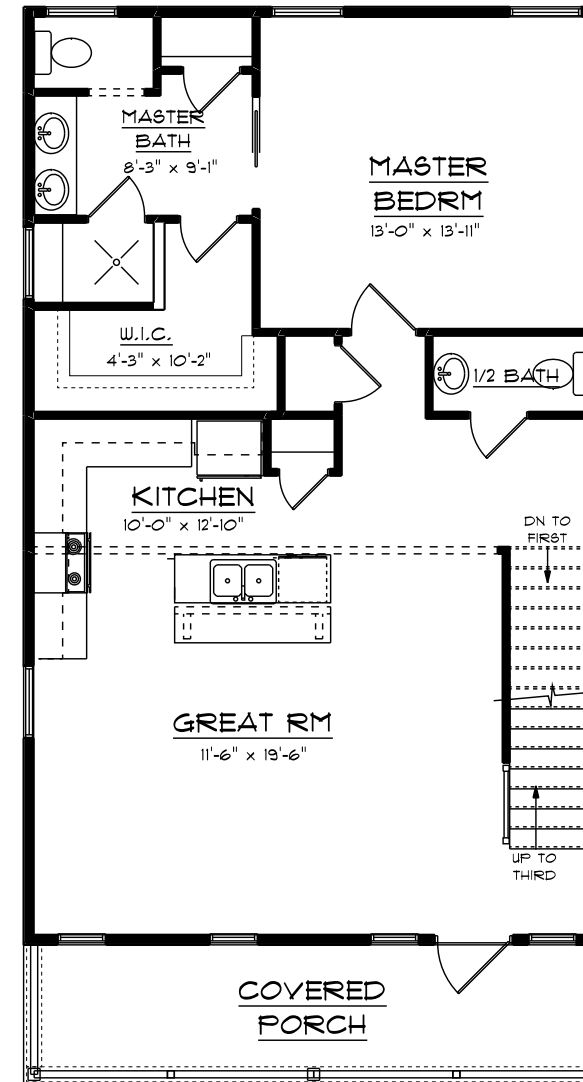 MASTER
BATH
8'-3" x 9'-1"
MASTER
BEDRM
13'-0" x 13'-11"
W.I.C.
4'-3" x 10'-2"
1/2 BATH
KITCHEN
10'-0" x 12'-10"
DN TO
FIRST
GREAT RM
11'-6" x 19'-6"
UP TO
THIRD
COVERED
PORCH